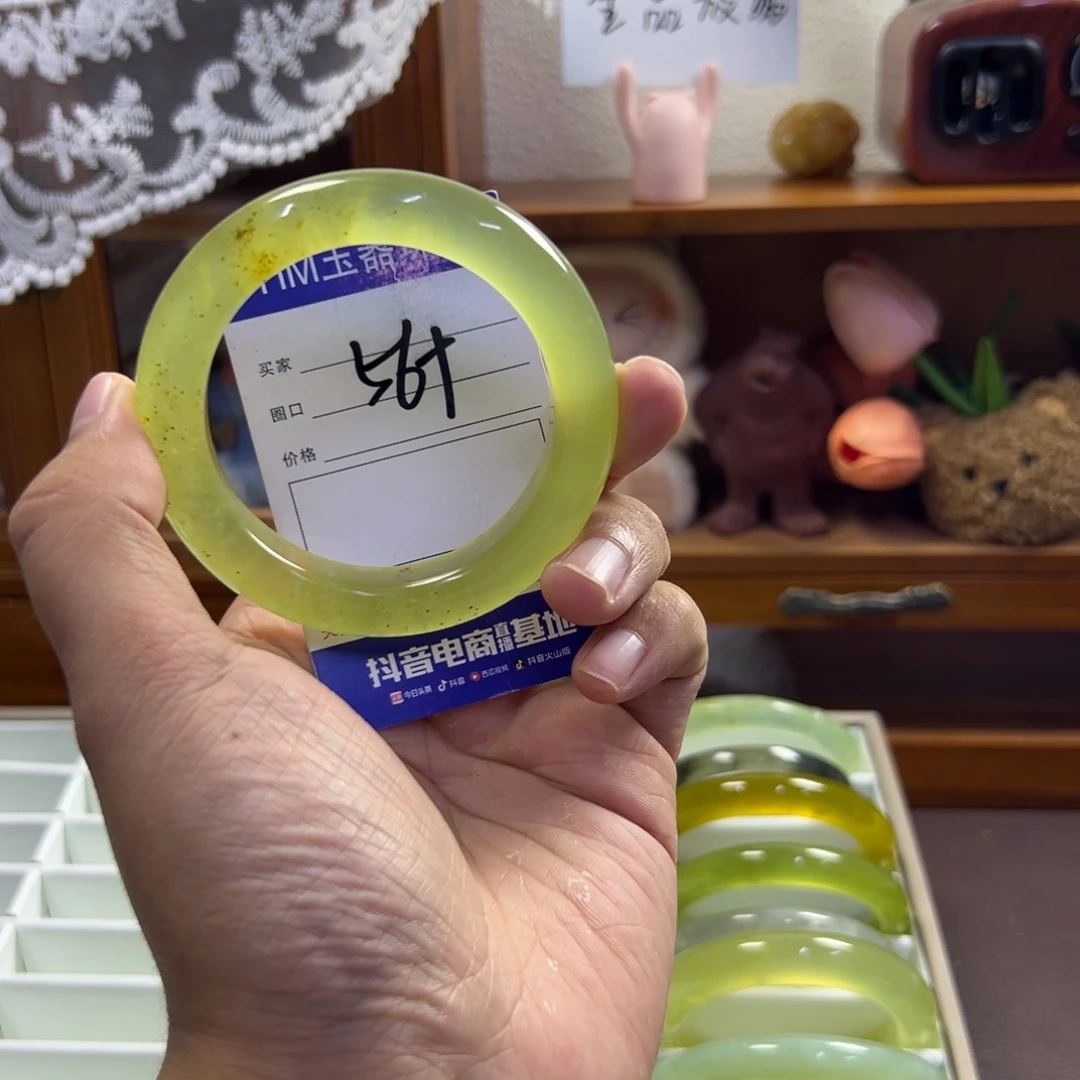 HM玉器
买家
561
圈口
价格
抖音电商直播基地
今日头条 抖音 西瓜视频 抖音火山版